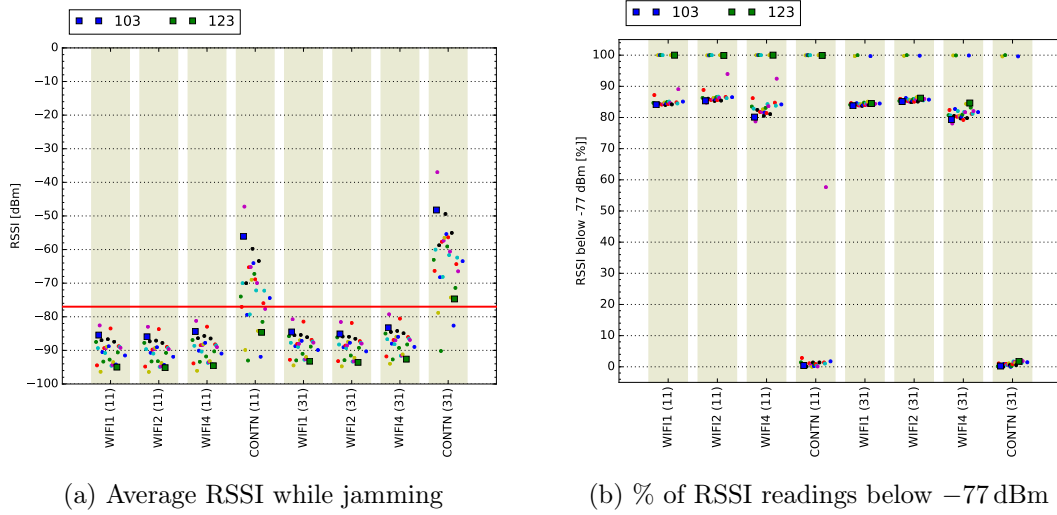 103 123
0
−10
−20
−30
−40
−50
−60
−70
−80
−90
−100
RSSI [dBm]
WIFI1 (11)
WIFI2 (11)
WIFI4 (11)
CONTN (11)
WIFI1 (31)
WIFI2 (31)
WIFI4 (31)
CONTN (31)
(a) Average RSSI while jamming
103 123
100
90
80
70
60
50
40
30
20
10
0
RSSI below -77 dBm [%]]
WIFI1 (11)
WIFI2 (11)
WIFI4 (11)
CONTN (11)
WIFI1 (31)
WIFI2 (31)
WIFI4 (31)
CONTN (31)
(b) % of RSSI readings below −77 dBm